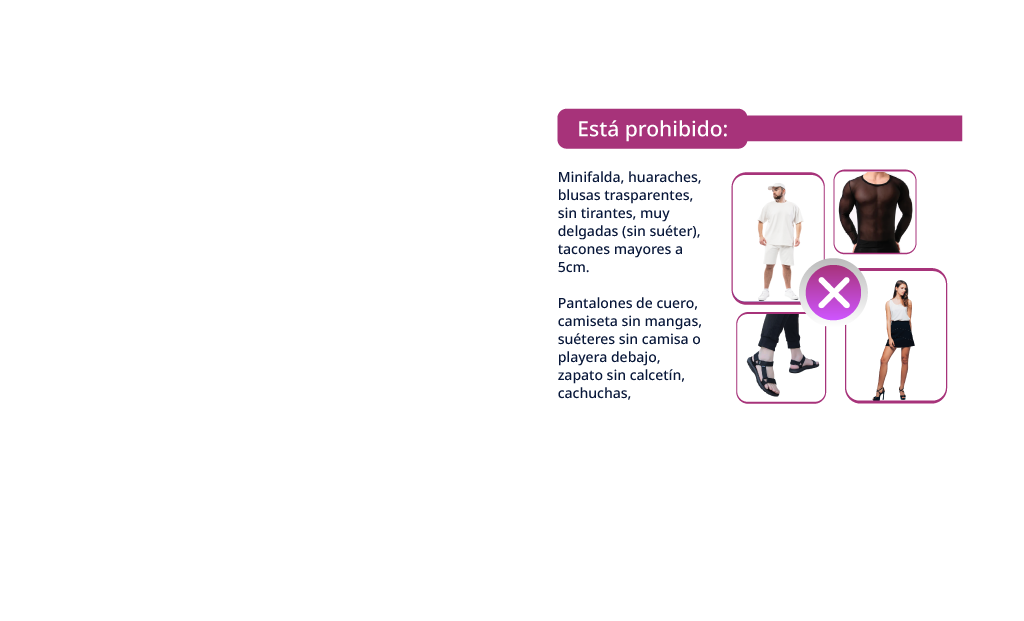 Está prohibido:
Minifalda, huaraches,
blusas trasparentes,
sin tirantes, muy
delgadas (sin suéter),
tacones mayores a
5cm.
Pantalones de cuero,
camiseta sin mangas,
suéteres sin camisa o
playera debajo,
zapato sin calcetín,
cachuchas,